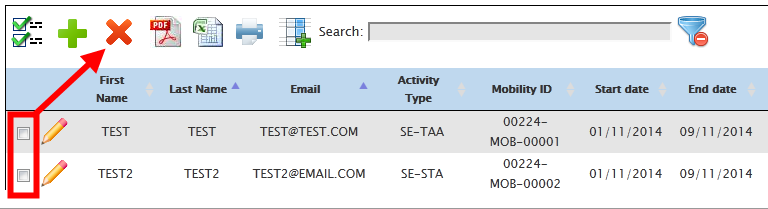 PDF
Search:
First Name Last Name Email Activity Type Mobility ID Start date End date
TEST TEST TEST@TEST.COM SE-TAA 00224-MOB-00001 01/11/2014 09/11/2014
TEST2 TEST2 TEST2@EMAIL.COM SE-STA 00224-MOB-00002 01/11/2014 09/11/2014